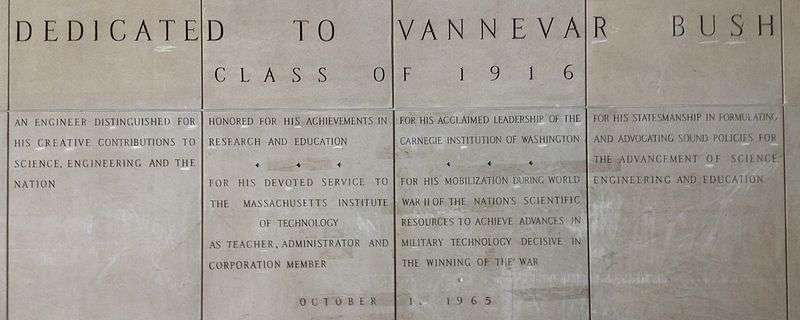 DEDICATED TO VANNEVAR BUSH
CLASS OF 1916
AN ENGINEER DISTINGUISHED FOR
HIS CREATIVE CONTRIBUTIONS TO
SCIENCE, ENGINEERING AND THE
NATION
HONORED FOR HIS ACHIEVEMENTS IN
RESEARCH AND EDUCATION
FOR HIS DEVOTED SERVICE TO
THE MASSACHUSETTS INSTITUTE
OF TECHNOLOGY
AS TEACHER, ADMINISTRATOR AND
CORPORATION MEMBER
FOR HIS ACCLAIMED LEADERSHIP OF THE
CARNEGIE INSTITUTION OF WASHINGTON
FOR HIS MOBILIZATION DURING WORLD
WAR II OF THE NATION'S SCIENTIFIC
RESOURCES TO ACHIEVE ADVANCES IN
MILITARY TECHNOLOGY DECISIVE IN
THE WINNING OF THE WAR
FOR HIS STATESMANSHIP IN FORMULATING
AND ADVOCATING SOUND POLICIES FOR
THE ADVANCEMENT OF SCIENCE
ENGINEERING AND EDUCATION
OCTOBER 1, 1965